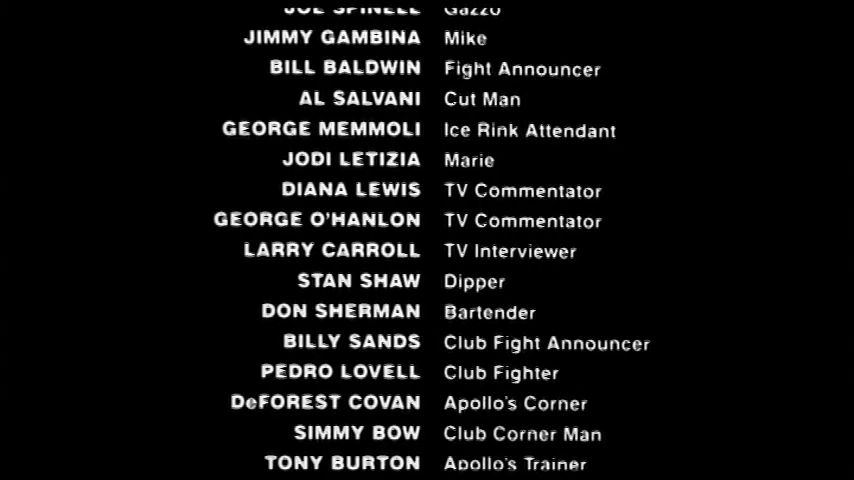 JOE SPINELL Gazzo
JIMMY GAMBINA Mike
BILL BALDWIN Fight Announcer
AL SALVANI Cut Man
GEORGE MEMMOLI Ice Rink Attendant
JODI LETIZIA Marie
DIANA LEWIS TV Commentator
GEORGE O'HANLON TV Commentator
LARRY CARROLL TV Interviewer
STAN SHAW Dipper
DON SHERMAN Bartender
BILLY SANDS Club Fight Announcer
PEDRO LOVELL Club Fighter
DeFOREST COVAN Apollo's Corner
SIMMY BOW Club Corner Man
TONY BURTON Apollo's Trainer